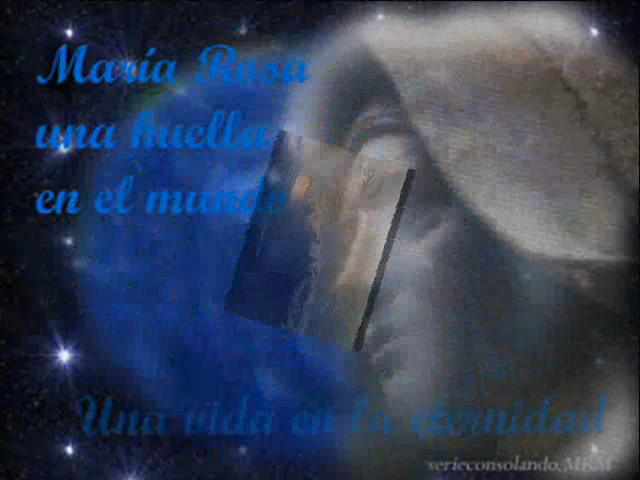 María Rosa
una huella
en el mundo
Una vida en la eternidad
serieconsolando.MRM